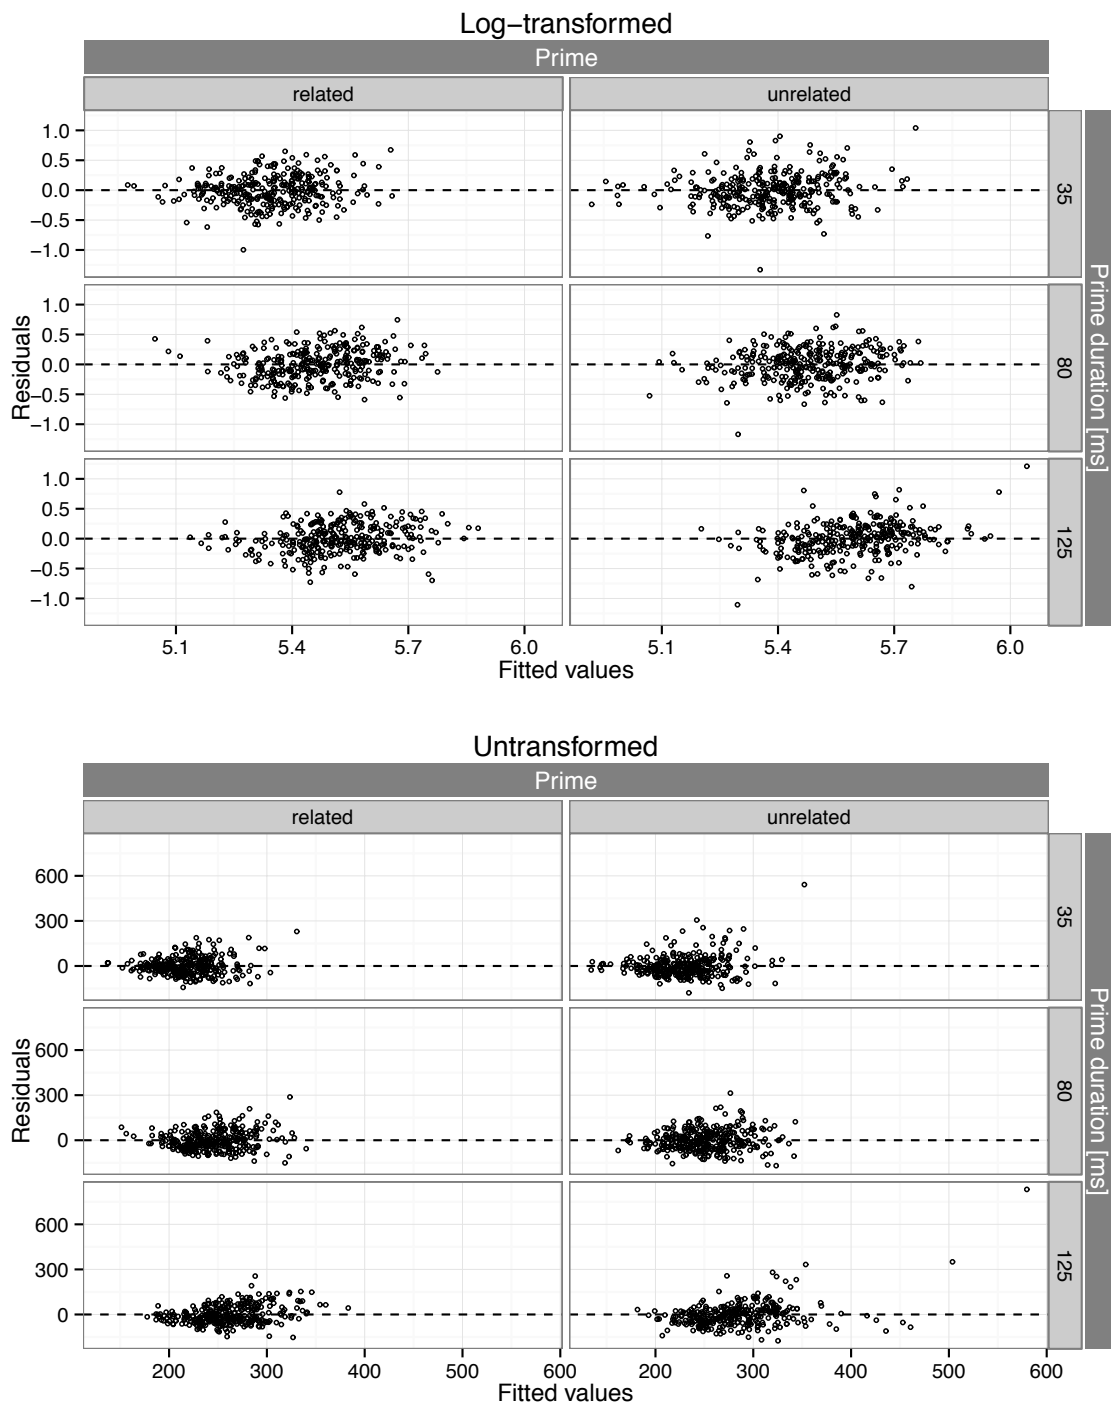 Log−transformed
Prime
related unrelated
1.0
0.5
0.0
−0.5
−1.0
35
1.0
0.5
0.0
−0.5
−1.0
80
1.0
0.5
0.0
−0.5
−1.0
125
Residuals
Prime duration [ms]
5.1 5.4 5.7 6.0 5.1 5.4 5.7 6.0
Fitted values
Untransformed
Prime
related unrelated
600
300
0
35
600
300
0
80
600
300
0
125
Residuals
Prime duration [ms]
200 300 400 500 600 200 300 400 500 600
Fitted values